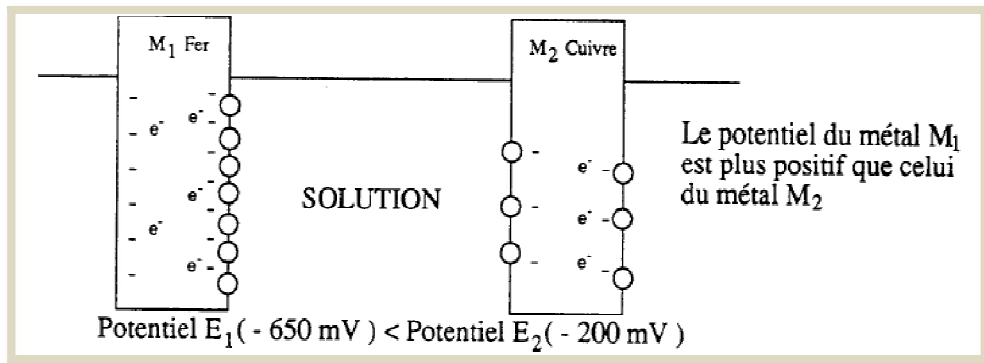 M1 Fer
M2 Cuivre
- e- - e- -
- e- -
- e- -
- e- -
- e- -
- e- -
- e- -
SOLUTION
Le potentiel du métal M1
est plus positif que celui
du métal M2
Potentiel E1 ( - 650 mV ) < Potentiel E2 ( - 200 mV )